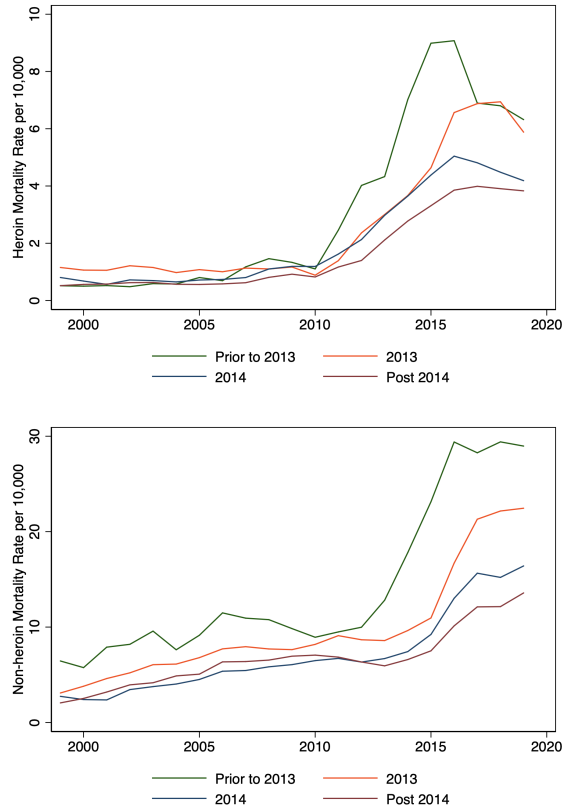 Heroin Mortality Rate per 10,000
10
8
6
4
2
0
2000 2005 2010 2015 2020
Prior to 2013 2013
2014 Post 2014
Non-heroin Mortality Rate per 10,000
30
20
10
0
2000 2005 2010 2015 2020
Prior to 2013 2013
2014 Post 2014